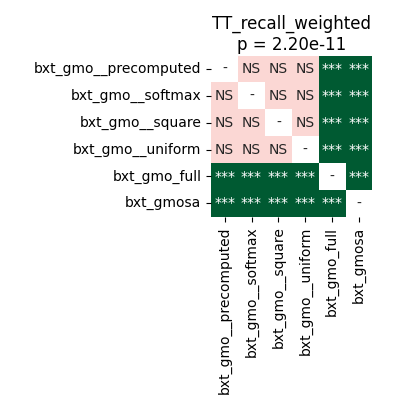 TT_recall_weighted
p = 2.20e-11
bxt_gmo__precomputed - NS NS NS *** ***
bxt_gmo__softmax NS - NS NS *** ***
bxt_gmo__square NS NS - NS *** ***
bxt_gmo__uniform NS NS NS - *** ***
bxt_gmo_full *** *** *** *** - ***
bxt_gmosa *** *** *** *** *** -
bxt_gmo__precomputed
bxt_gmo__softmax
bxt_gmo__square
bxt_gmo__uniform
bxt_gmo_full
bxt_gmosa